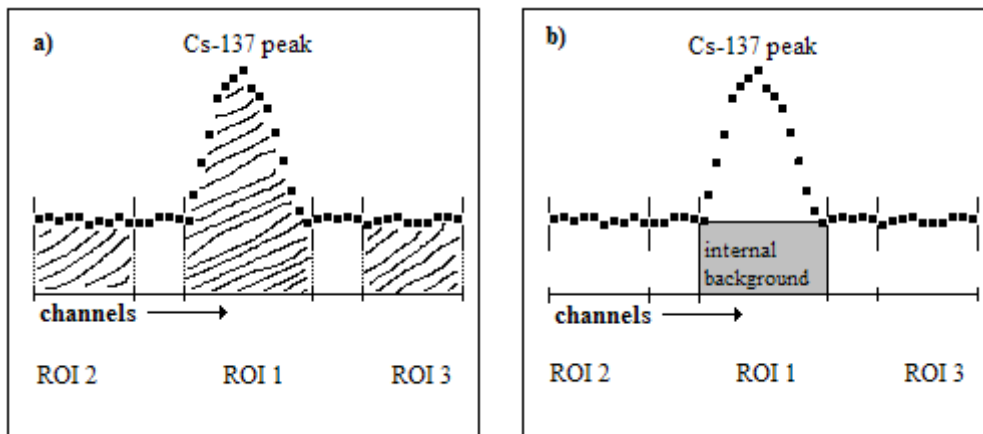 a)
Cs-137 peak
channels
ROI 2 ROI 1 ROI 3
b)
Cs-137 peak
internal
background
channels
ROI 2 ROI 1 ROI 3